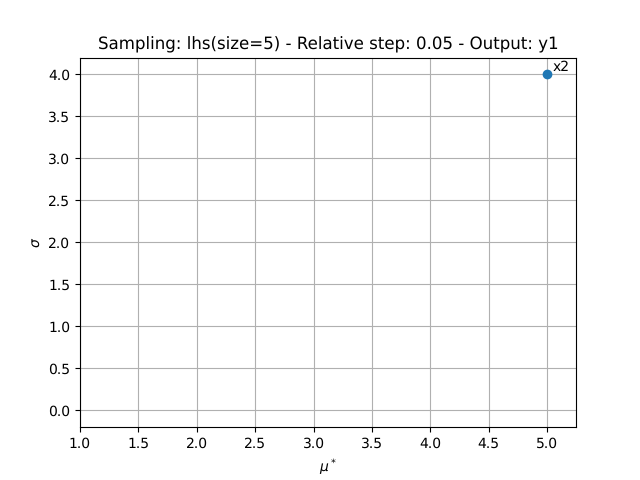 Sampling: lhs(size=5) - Relative step: 0.05 - Output: y1
x2
4.0
3.5
3.0
2.5
2.0
1.5
1.0
0.5
0.0
σ
1.0 1.5 2.0 2.5 3.0 3.5 4.0 4.5 5.0
μ*